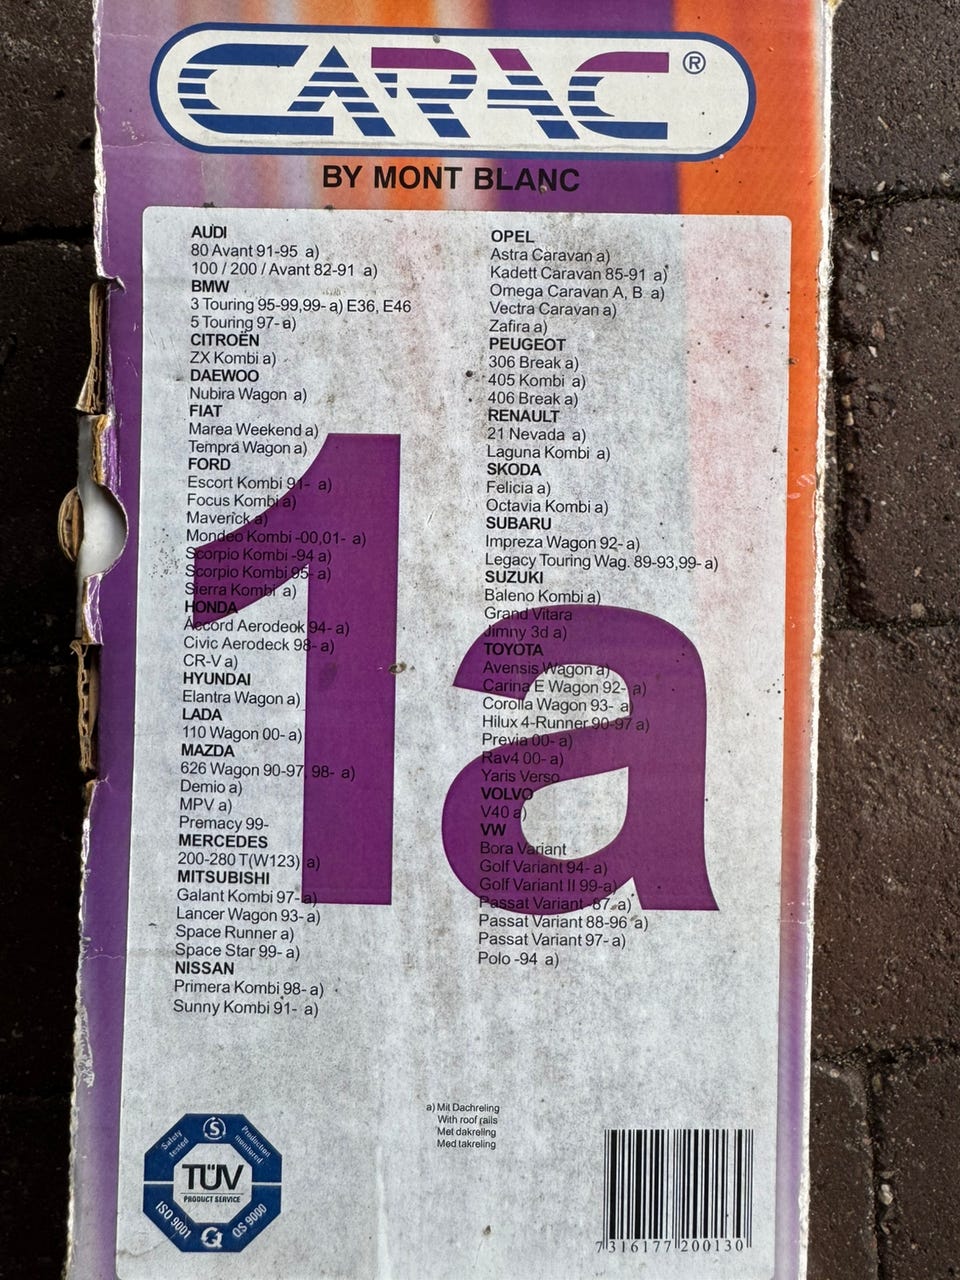 CARAC®
BY MONT BLANC
AUDI
80 Avant 91-95 a)
100 / 200 / Avant 82-91 a)
BMW
3 Touring 95-99,99- a) E36, E46
5 Touring 97- a)
CITROËN
ZX Kombi a)
DAEWOO
Nubira Wagon a)
FIAT
Marea Weekend a)
Tempra Wagon a)
FORD
Escort Kombi 91- a)
Focus Kombi a)
Maverick a)
Mondeo Kombi -00,01- a)
Scorpio Kombi -94 a)
Scorpio Kombi 95- a)
Sierra Kombi a)
HONDA
Accord Aerodeok 94- a)
Civic Aerodeck 98- a)
CR-V a)
HYUNDAI
Elantra Wagon a)
LADA
110 Wagon 00- a)
MAZDA
626 Wagon 90-97, 98- a)
Demio a)
MPV a)
Premacy 99-
MERCEDES
200-280 T(W123) a)
MITSUBISHI
Galant Kombi 97- a)
Lancer Wagon 93- a)
Space Runner a)
Space Star 99- a)
NISSAN
Primera Kombi 98- a)
Sunny Kombi 91- a)
OPEL
Astra Caravan a)
Kadett Caravan 85-91 a)
Omega Caravan A, B a)
Vectra Caravan a)
Zafira a)
PEUGEOT
306 Break a)
405 Kombi a)
406 Break a)
RENAULT
21 Nevada a)
Laguna Kombi a)
SKODA
Felicia a)
Octavia Kombi a)
SUBARU
Impreza Wagon 92- a)
Legacy Touring Wag. 89-93,99- a)
SUZUKI
Baleno Kombi a)
Grand Vitara
Jimny 3d a)
TOYOTA
Avensis Wagon a)
Carina E Wagon 92- a)
Corolla Wagon 93- a)
Hilux 4-Runner 90-97 a)
Previa 00- a)
Rav4 00- a)
Yaris Verso
VOLVO
V40 a)
VW
Bora Variant
Golf Variant 94- a)
Golf Variant II 99-a)
Passat Variant -87 a)
Passat Variant 88-96 a)
Passat Variant 97- a)
Polo -94 a)
1a
a) Mit Dachreling
With roof rails
Met dakreling
Med takreling
Safety tested
Production monitored
TÜV
PRODUCT SERVICE
ISO 9001
QS 9000
7 316177 200130